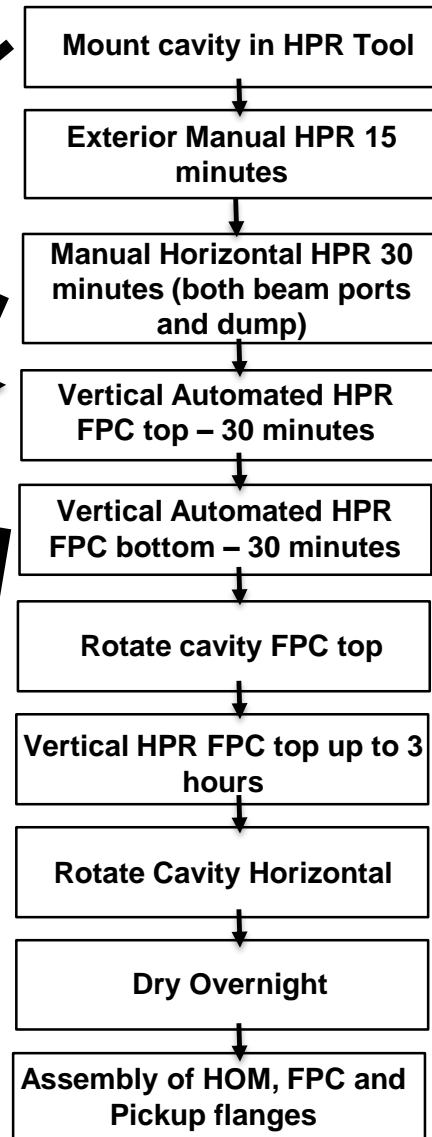 Mount cavity in HPR Tool
Exterior Manual HPR 15
minutes
Manual Horizontal HPR 30
minutes (both beam ports
and dump)
Vertical Automated HPR
FPC top – 30 minutes
Vertical Automated HPR
FPC bottom – 30 minutes
Rotate cavity FPC top
Vertical HPR FPC top up to 3
hours
Rotate Cavity Horizontal
Dry Overnight
Assembly of HOM, FPC and
Pickup flanges